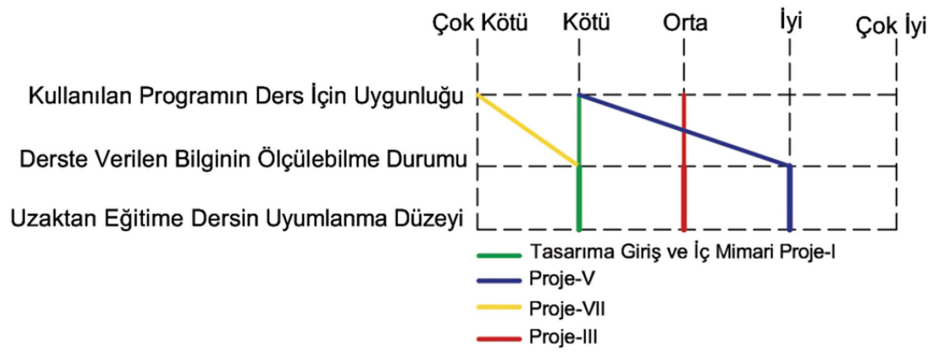 Çok Kötü Kötü Orta İyi Çok İyi
Kullanılan Programın Ders İçin Uygunluğu
Derste Verilen Bilginin Ölçülebilme Durumu
Uzaktan Eğitime Dersin Uyumlanma Düzeyi
Tasarıma Giriş ve İç Mimari Proje-I
Proje-V
Proje-VII
Proje-III